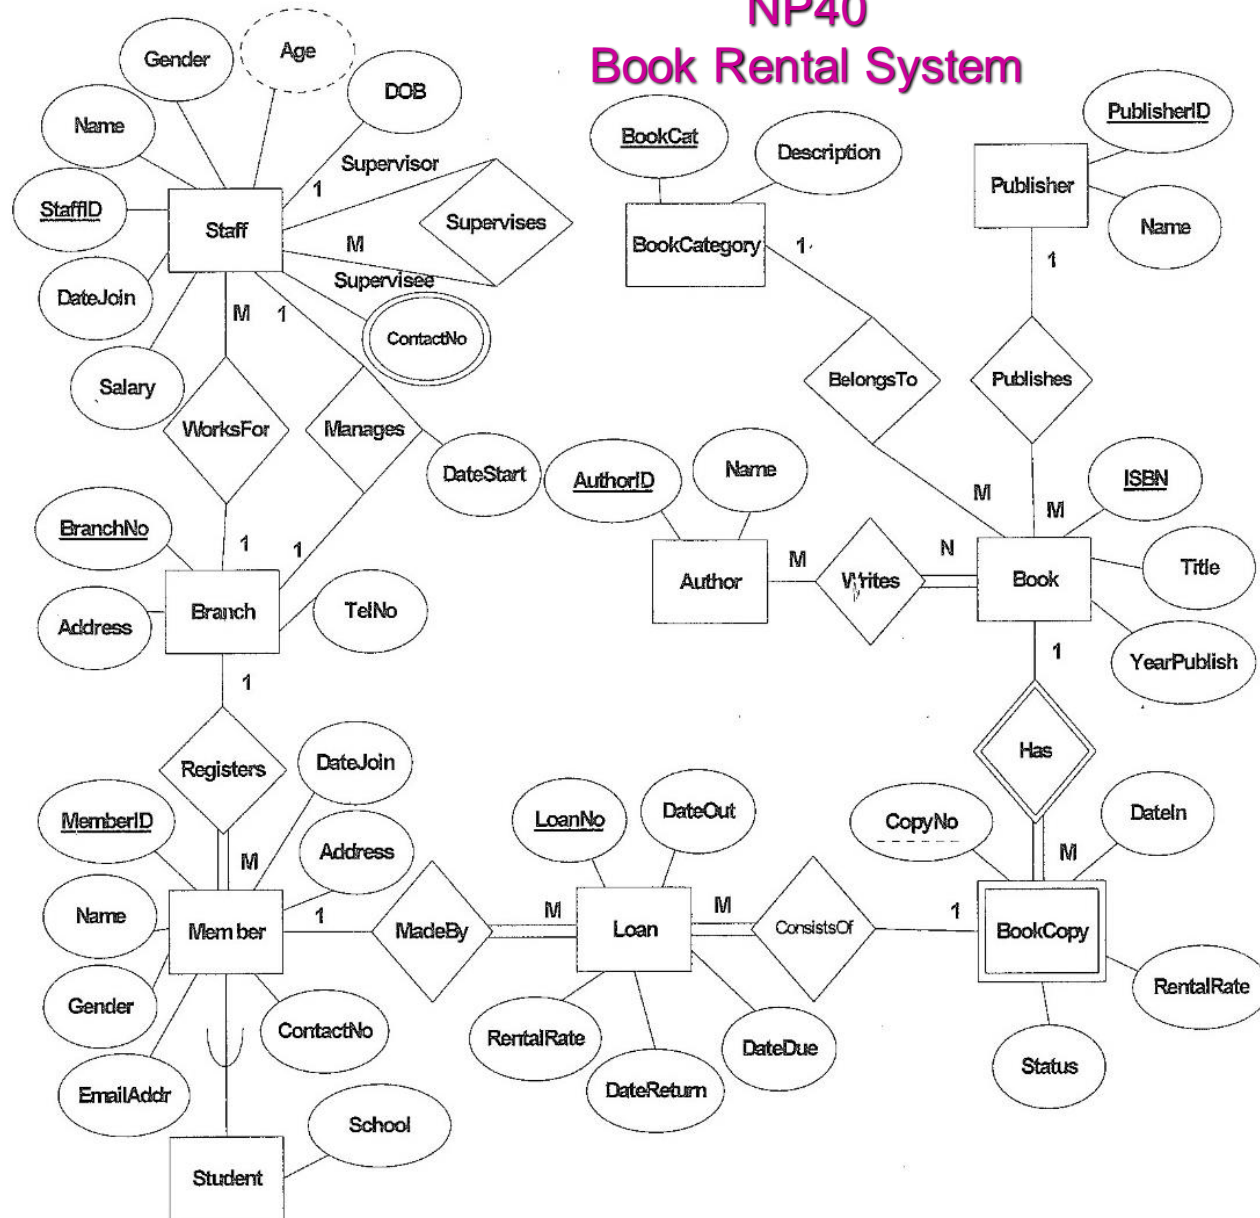 NP40
Book Rental System
Gender
Age
DOB
Name
StaffID
Staff
Supervisor
1
Supervises
M
Supervisee
DateJoin
Salary
ContactNo
M
1
WorksFor
Manages
DateStart
BranchNo
1
1
Branch
Address
TelNo
1
Registers
DateJoin
MemberID
M
Address
Name
Member
1
MadeBy
M
Gender
ContactNo
EmailAddr
School
Student
BookCat
Description
BookCategory
1
BelongsTo
M
PublisherID
Publisher
Name
1
Publishes
M
AuthorID
Name
Author
M
Writes
N
Book
ISBN
Title
YearPublish
1
Has
M
CopyNo
DateIn
BookCopy
RentalRate
Status
LoanNo
DateOut
Loan
M
ConsistsOf
1
RentalRate
DateReturn
DateDue